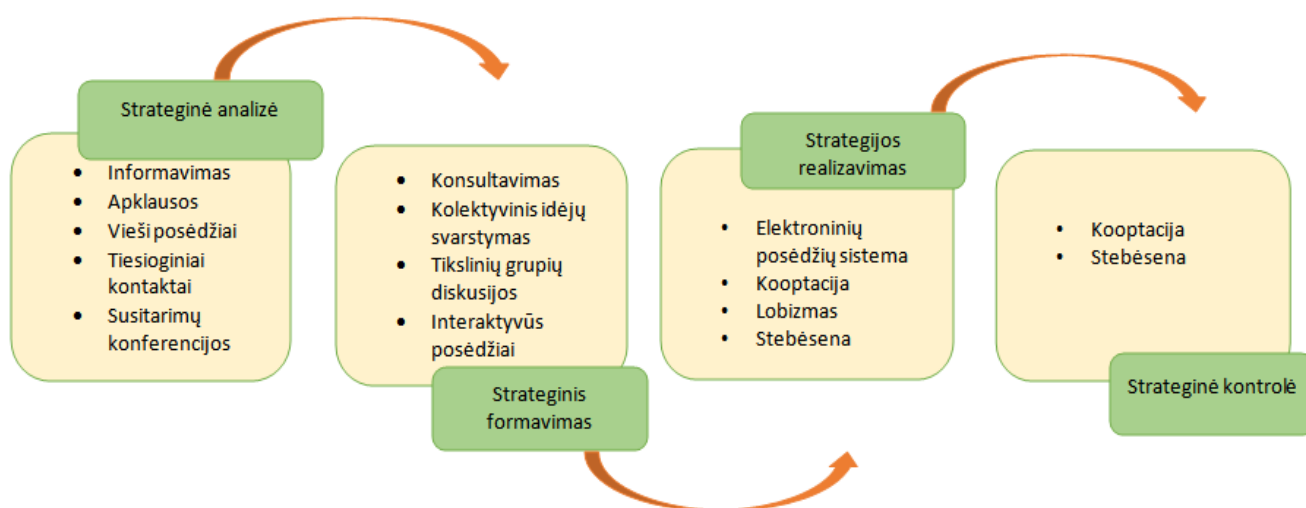 Strateginė analizė
• Informavimas
• Apklausos
• Vieši posėdžiai
• Tiesioginiai
kontaktai
• Susitarimų
konferencijos
• Konsultavimas
• Kolektyvinis idėjų
svarstymas
• Tikslinių grupių
diskusijos
• Interaktyvūs
posėdžiai
Strateginis
formavimas
Strategijos
realizavimas
• Elektroninių
posėdžių sistema
• Kooptacija
• Lobizmas
• Stebėsena
• Kooptacija
• Stebėsena
Strateginė kontrolė